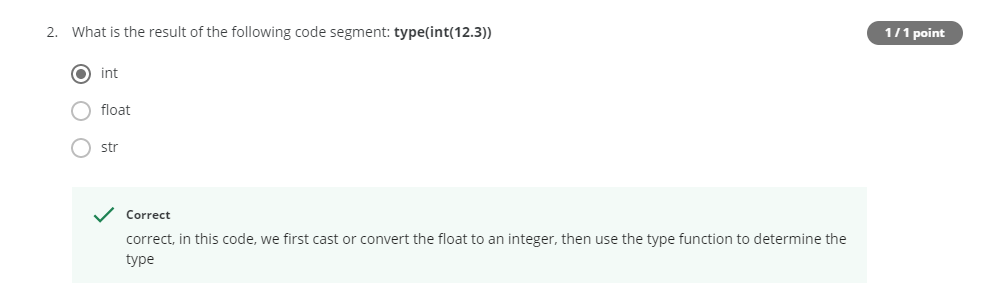 2. What is the result of the following code segment: type(int(12.3))
1 / 1 point
int
float
str
Correct
correct, in this code, we first cast or convert the float to an integer, then use the type function to determine the
type